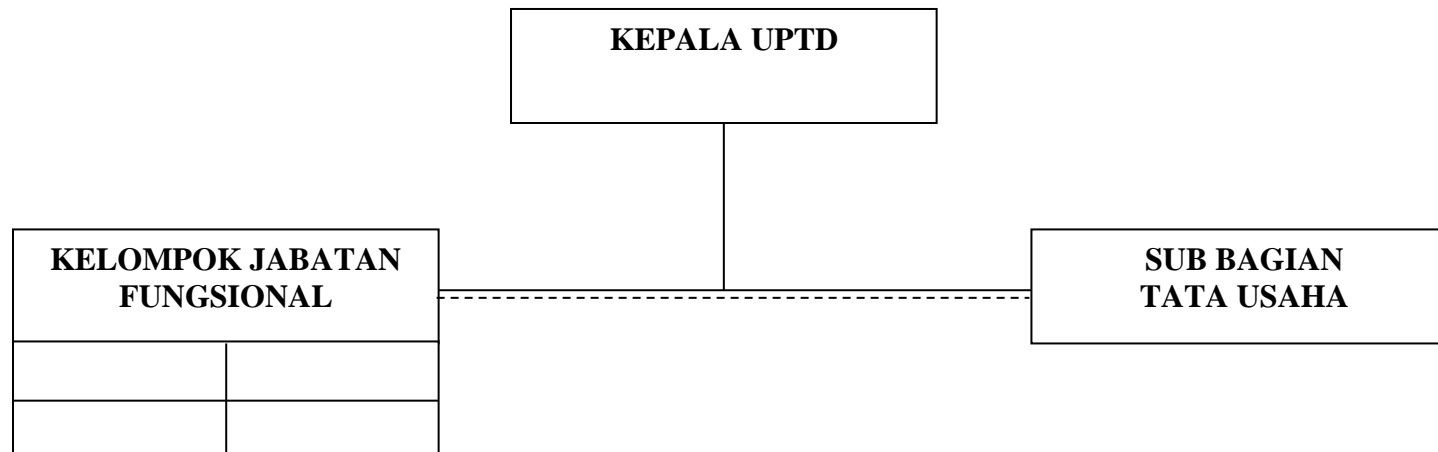 KEPALA UPTD
KELOMPOK JABATAN
FUNGSIONAL
SUB BAGIAN
TATA USAHA